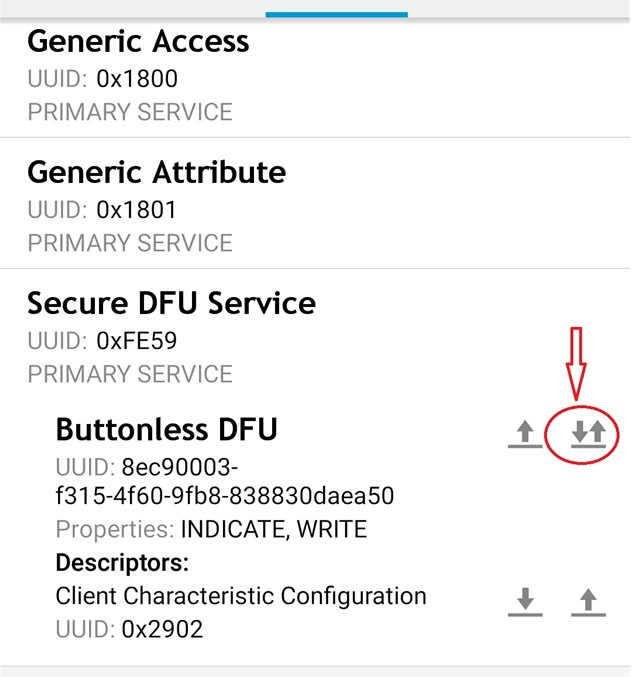 Generic Access
UUID: 0x1800
PRIMARY SERVICE
Generic Attribute
UUID: 0x1801
PRIMARY SERVICE
Secure DFU Service
UUID: 0xFE59
PRIMARY SERVICE
Buttonless DFU
UUID: 8ec90003-
f315-4f60-9fb8-838830daea50
Properties: INDICATE, WRITE
Descriptors:
Client Characteristic Configuration
UUID: 0x2902